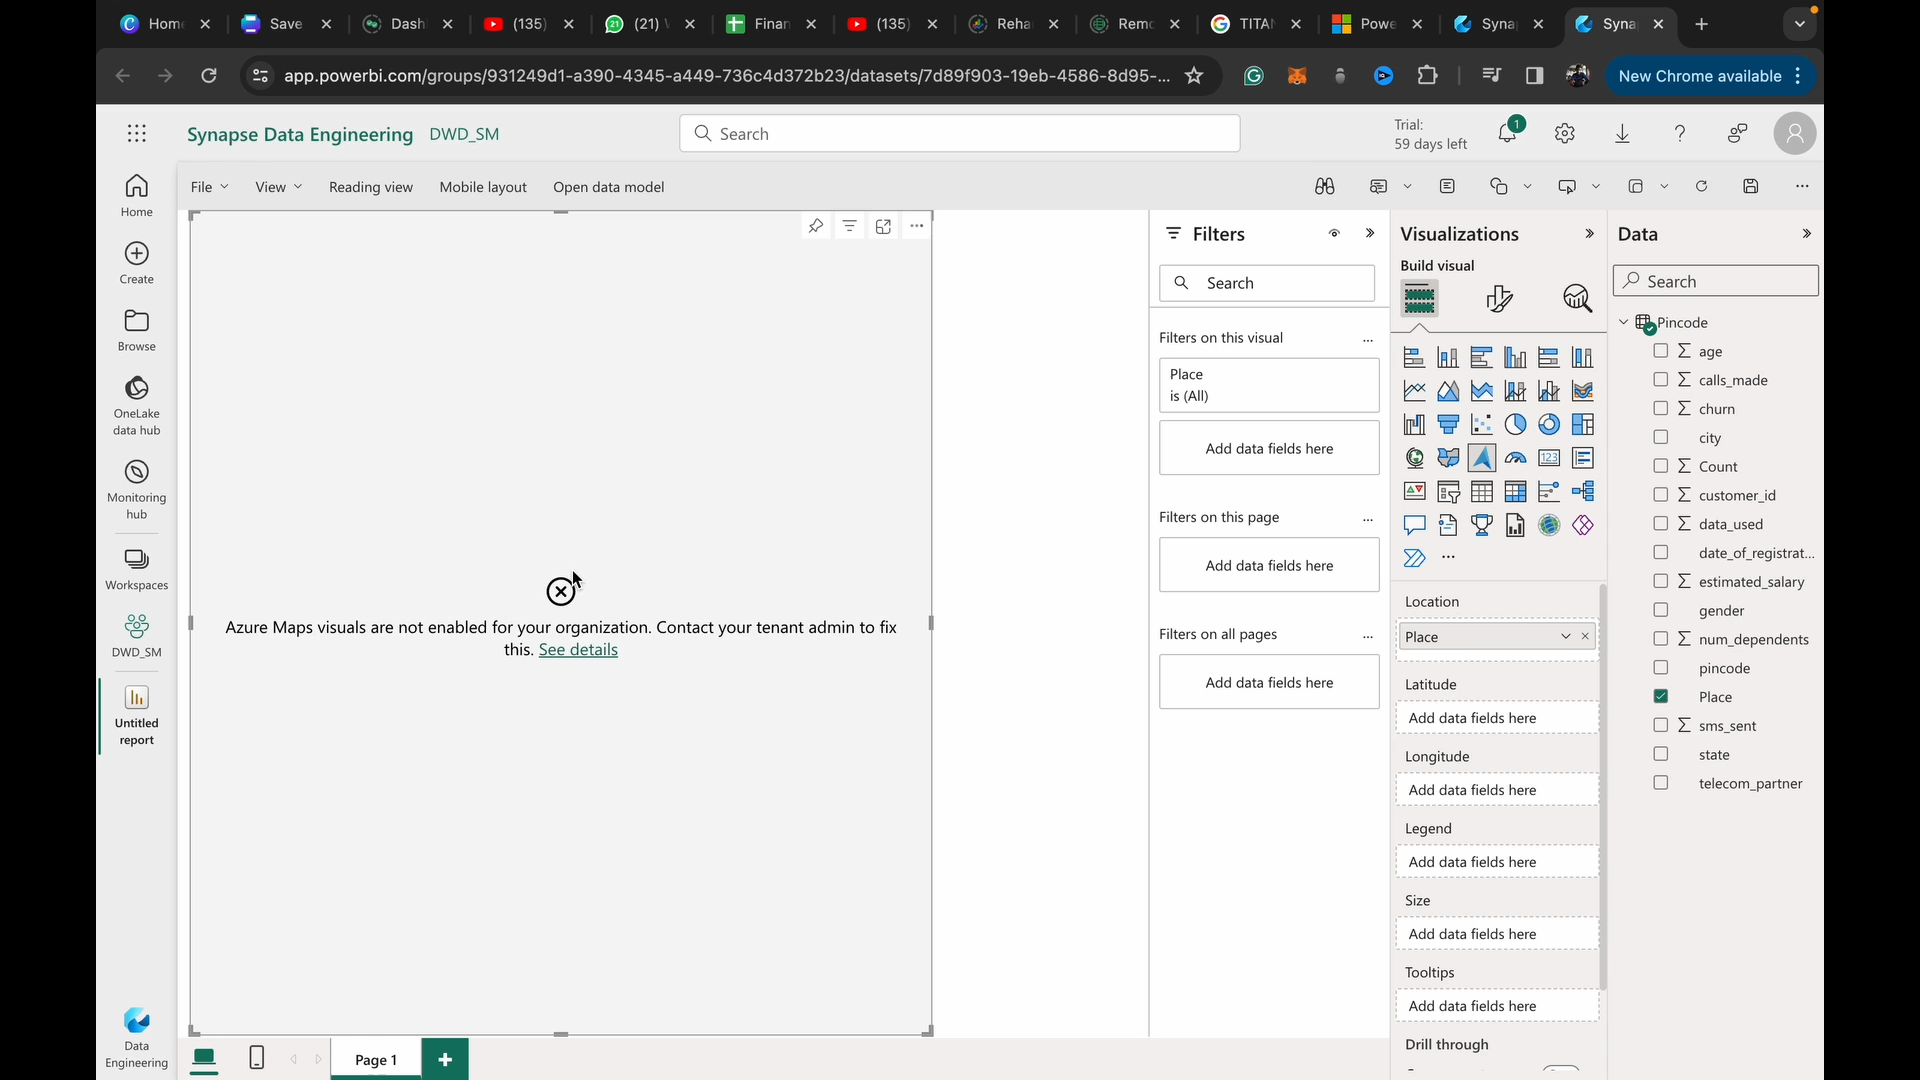 Home
Save
Dash
(135)
(21)
Finan
(135)
Reha
Remo
TITAN
Powe
Syna
Syna
app.powerbi.com/groups/931249d1-a390-4345-a449-736c4d372b23/datasets/7d89f903-19eb-4586-8d95-...
New Chrome available
Synapse Data Engineering DWD_SM
Search
Trial:
59 days left
1
File View Reading view Mobile layout Open data model
Home
Create
Browse
OneLake
data hub
Monitoring
hub
Workspaces
DWD_SM
Untitled
report
Data
Engineering
Azure Maps visuals are not enabled for your organization. Contact your tenant admin to fix
this. See details
Page 1
Filters
Search
Filters on this visual
Place
is (All)
Add data fields here
Filters on this page
Add data fields here
Filters on all pages
Add data fields here
Visualizations
Build visual
123
Location
Place
Latitude
Add data fields here
Longitude
Add data fields here
Legend
Add data fields here
Size
Add data fields here
Tooltips
Add data fields here
Drill through
Data
Search
Pincode
age
calls_made
churn
city
Count
customer_id
data_used
date_of_registrat...
estimated_salary
gender
num_dependents
pincode
Place
sms_sent
state
telecom_partner